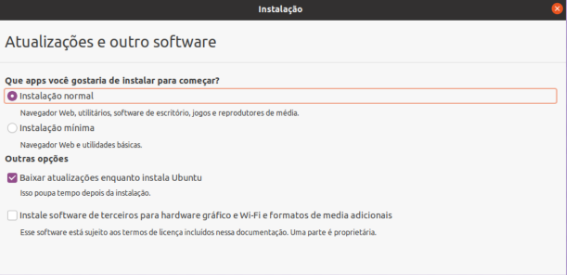 Instalação
Atualizações e outro software
Que apps você gostaria de instalar para começar?
Instalação normal
Navegador Web, utilitários, software de escritório, jogos e reprodutores de média.
Instalação mínima
Navegador Web e utilidades básicas.
Outras opções
Baixar atualizações enquanto instala Ubuntu
Isso poupa tempo depois da instalação.
Instale software de terceiros para hardware gráfico e Wi-Fi e formatos de media adicionais
Esse software está sujeito aos termos de licença incluídos nessa documentação. Uma parte é proprietária.